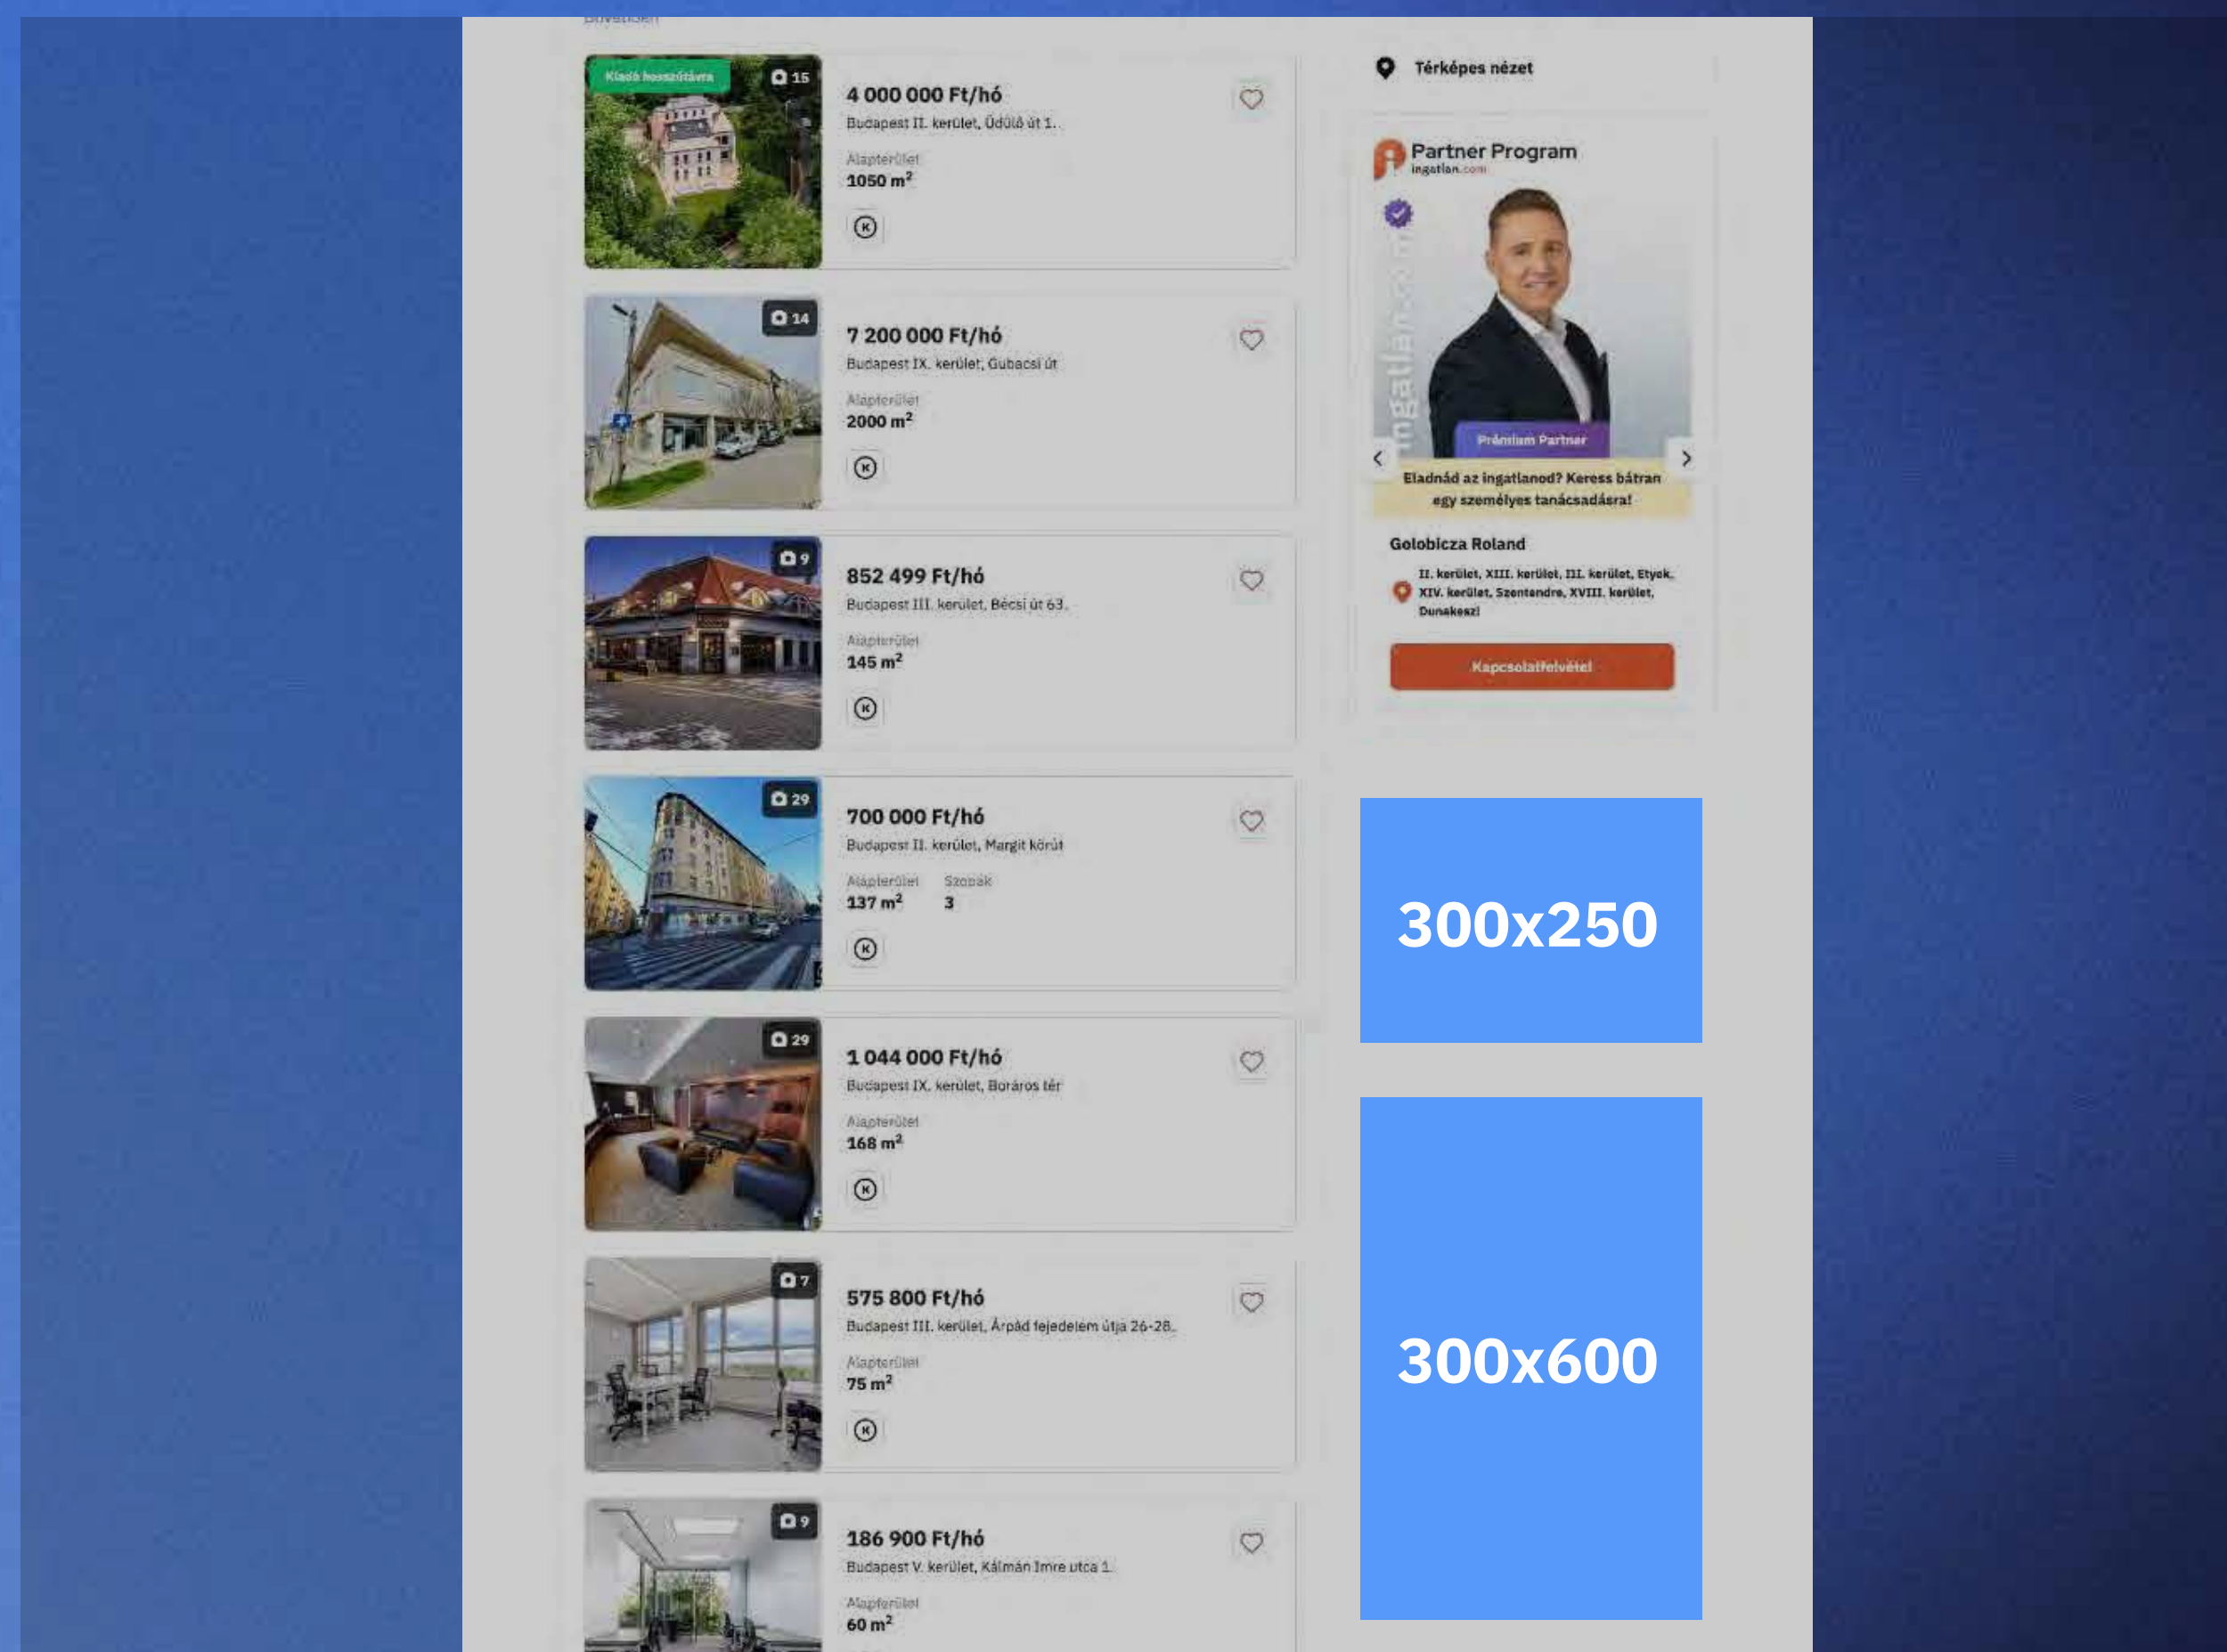 Kiadó hosszútávra
15
4 000 000 Ft/hó
Budapest II. kerület, Üdülő út 1..
Alapterület
1050 m²
K
14
7 200 000 Ft/hó
Budapest IX. kerület, Gubacsi út
Alapterület
2000 m²
K
9
852 499 Ft/hó
Budapest III. kerület, Bécsi út 63.
Alapterület
145 m²
K
29
700 000 Ft/hó
Budapest II. kerület, Margit körút
Alapterület Szobák
137 m² 3
K
29
1 044 000 Ft/hó
Budapest IX. kerület, Boráros tér
Alapterület
168 m²
K
7
575 800 Ft/hó
Budapest III. kerület, Árpád fejedelem útja 26-28.
Alapterület
75 m²
K
9
186 900 Ft/hó
Budapest V. kerület, Kálmán Imre utca 1.
Alapterület
60 m²
Térképes nézet
Partner Program
ingatlan.com
ingatlan.com
Prémium Partner
Eladnád az ingatlanod? Keress bátran
egy személyes tanácsadásra!
Golobicza Roland
II. kerület, XIII. kerület, III. kerület, Etyek,
XIV. kerület, Szentendre, XVIII. kerület,
Dunakeszi
Kapcsolatfelvétel
300x250
300x600